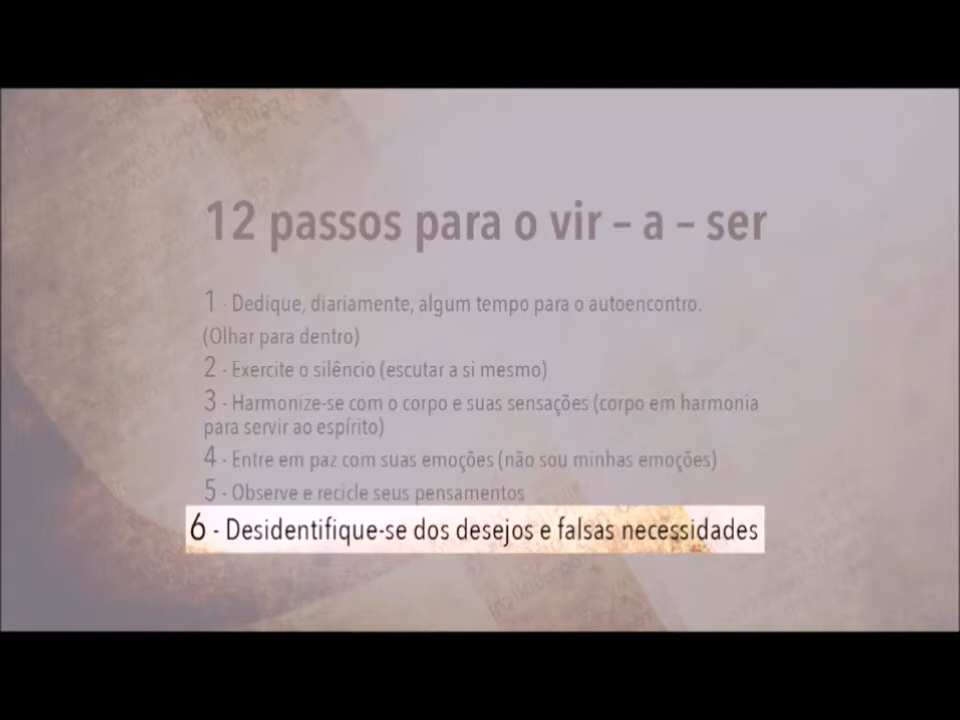 12 passos para o vir – a – ser
1 - Dedique, diariamente, algum tempo para o autoencontro.
(Olhar para dentro)
2 - Exercite o silêncio (escutar a si mesmo)
3 - Harmonize-se com o corpo e suas sensações (corpo em harmonia
para servir ao espírito)
4 - Entre em paz com suas emoções (não sou minhas emoções)
5 - Observe e recicle seus pensamentos
6 - Desidentifique-se dos desejos e falsas necessidades